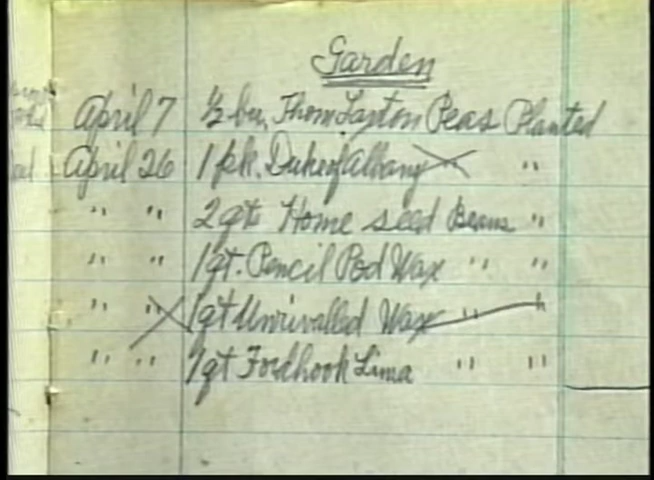 Garden
April 7 ½ bu. Thom Laxton Peas Planted
April 26 1 pk. Duke of Albany " "
" " 2 qts Home seed Beans "
" " 1 qt. Pencil Pod Wax " "
" " 1 qt Unrivalled Wax " "
" " 1 qt Fordhook Lima " "